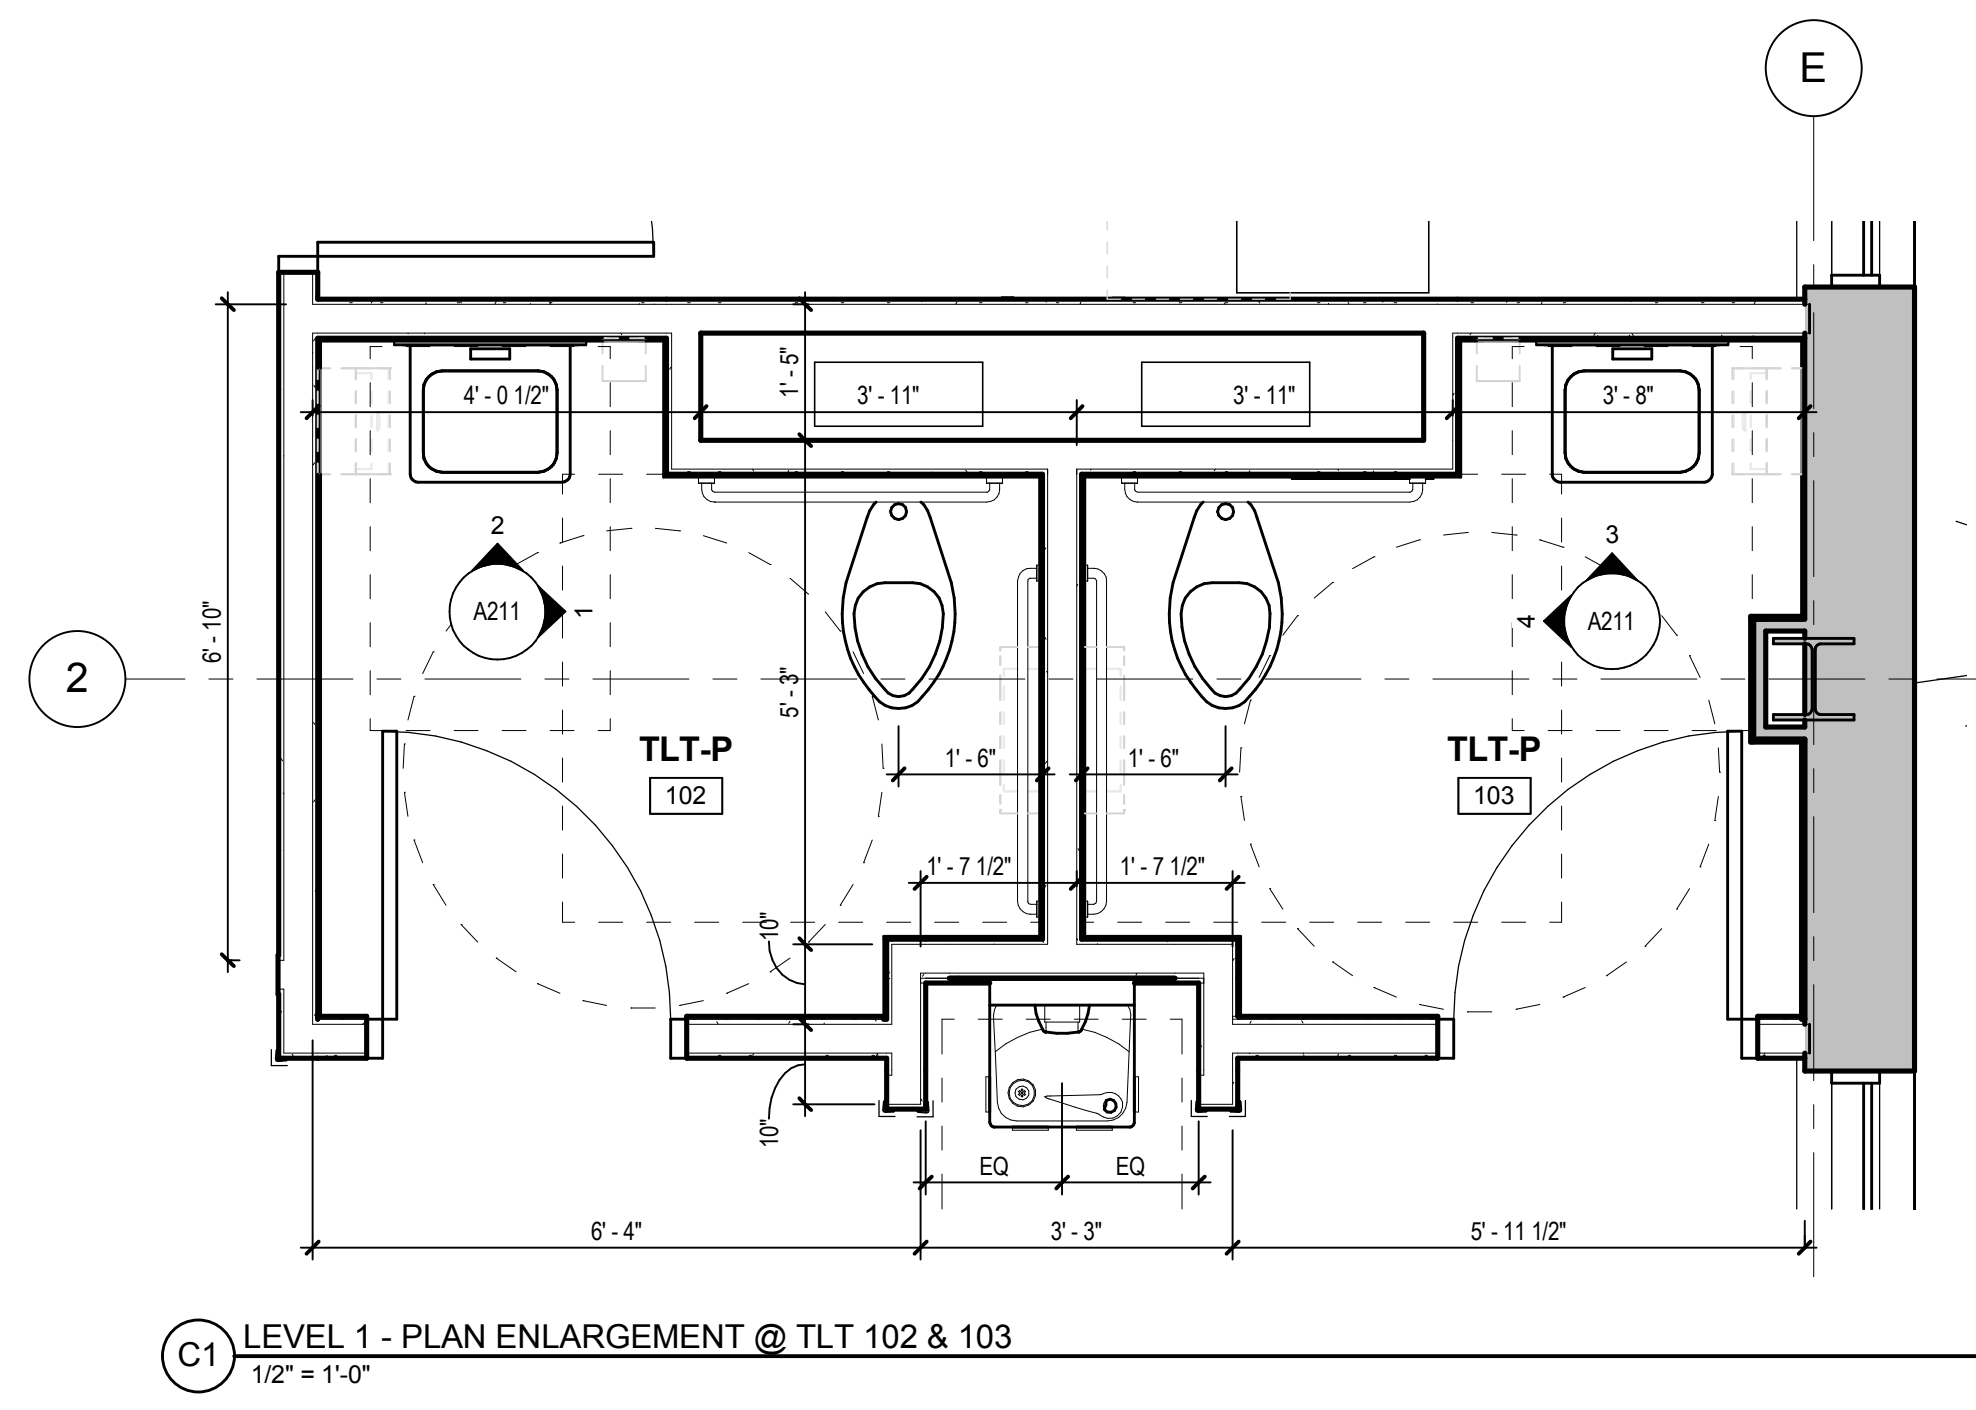 E
1' - 5"
4' - 0 1/2"
3' - 11"
3' - 11"
3' - 8"
2
3
A211
1
4
A211
6' - 10"
2
5' - 3"
TLT-P
102
1' - 6"
1' - 6"
TLT-P
103
1' - 7 1/2"
1' - 7 1/2"
10"
10"
EQ
EQ
6' - 4"
3' - 3"
5' - 11 1/2"
C1
LEVEL 1 - PLAN ENLARGEMENT @ TLT 102 & 103
1/2" = 1'-0"